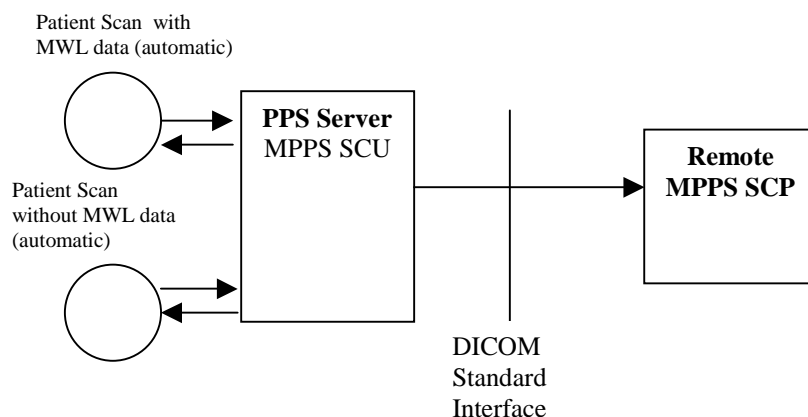 Patient Scan with
MWL data (automatic)
PPS Server
MPPS SCU
Remote
MPPS SCP
Patient Scan
without MWL data
(automatic)
DICOM
Standard
Interface